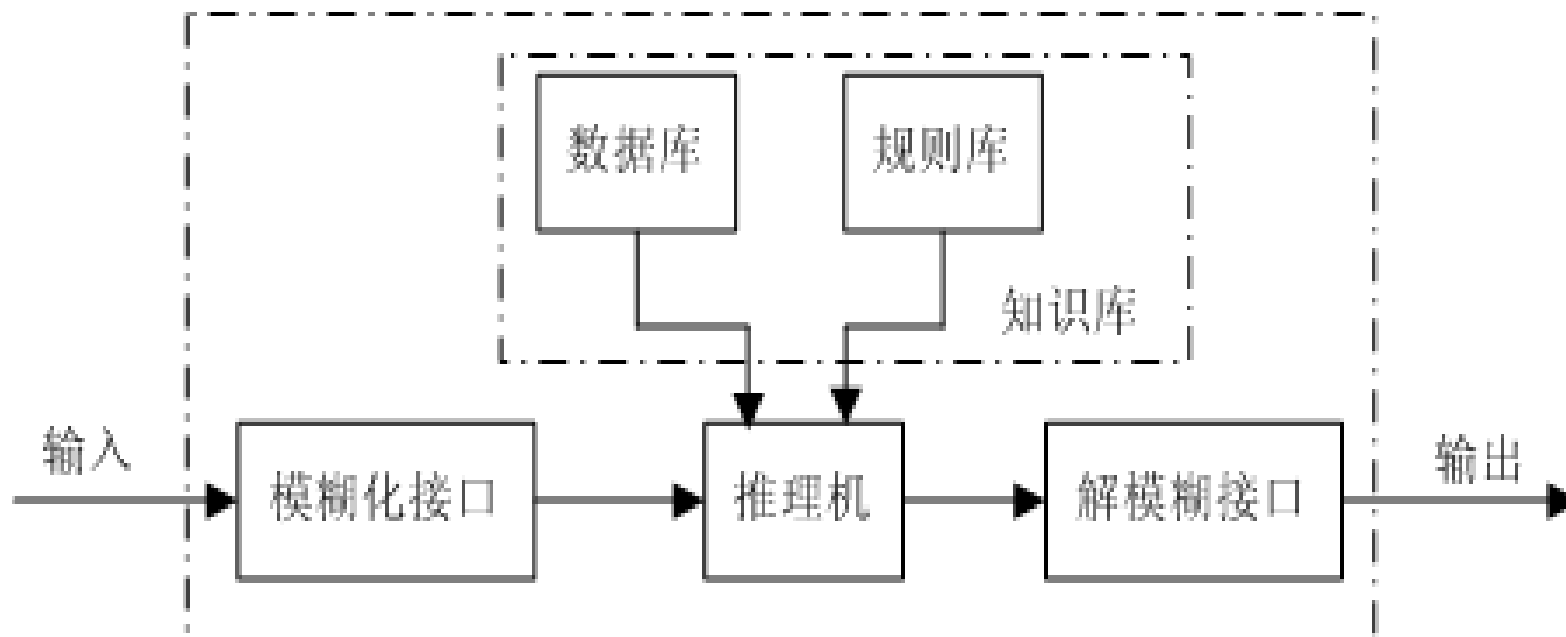 数据库
规则库
知识库
输入
模糊化接口
推理机
解模糊接口
输出